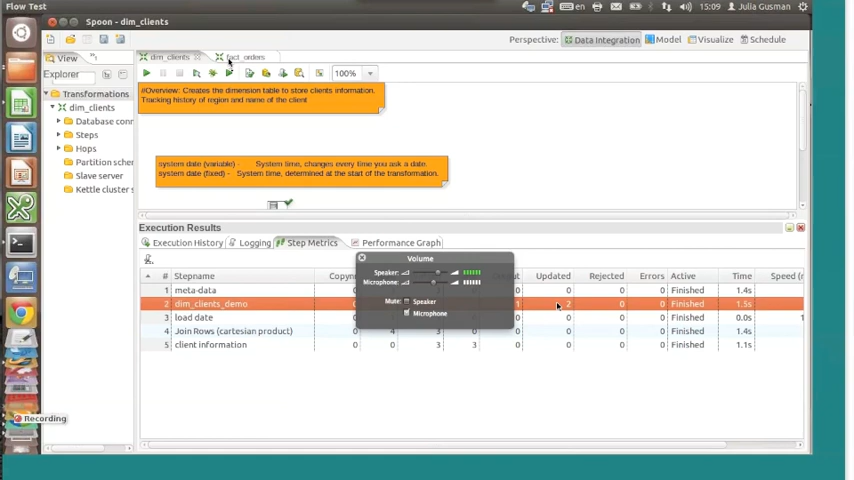 Flow Test
en
15:09
Julia Gusman
Spoon - dim_clients
Perspective:
Data Integration
Model
Visualize
Schedule
View
dim_clients
fact_orders
Explorer
100%
Transformations
dim_clients
Database conn
Steps
Hops
Partition schem
Slave server
Kettle cluster s
#Overview: Creates the dimension table to store clients information.
Tracking history of region and name of the client
system date (variable) - System time, changes every time you ask a date.
system date (fixed) - System time, determined at the start of the transformation.
Execution Results
Execution History
Logging
Step Metrics
Performance Graph
Volume
Speaker:
Microphone:
Mute:
Speaker
Microphone
# Stepname Copyn Updated Rejected Errors Active Time Speed (r
1 meta-data 0 0 0 0 Finished 1.4s
2 dim_clients_demo 0 1 2 0 0 Finished 1.5s
3 load date 0 0 0 0 Finished 0.0s 1
4 Join Rows (cartesian product) 0 4 3 0 0 0 Finished 1.4s
5 client information 0 0 3 3 0 0 0 Finished 1.1s
Recording